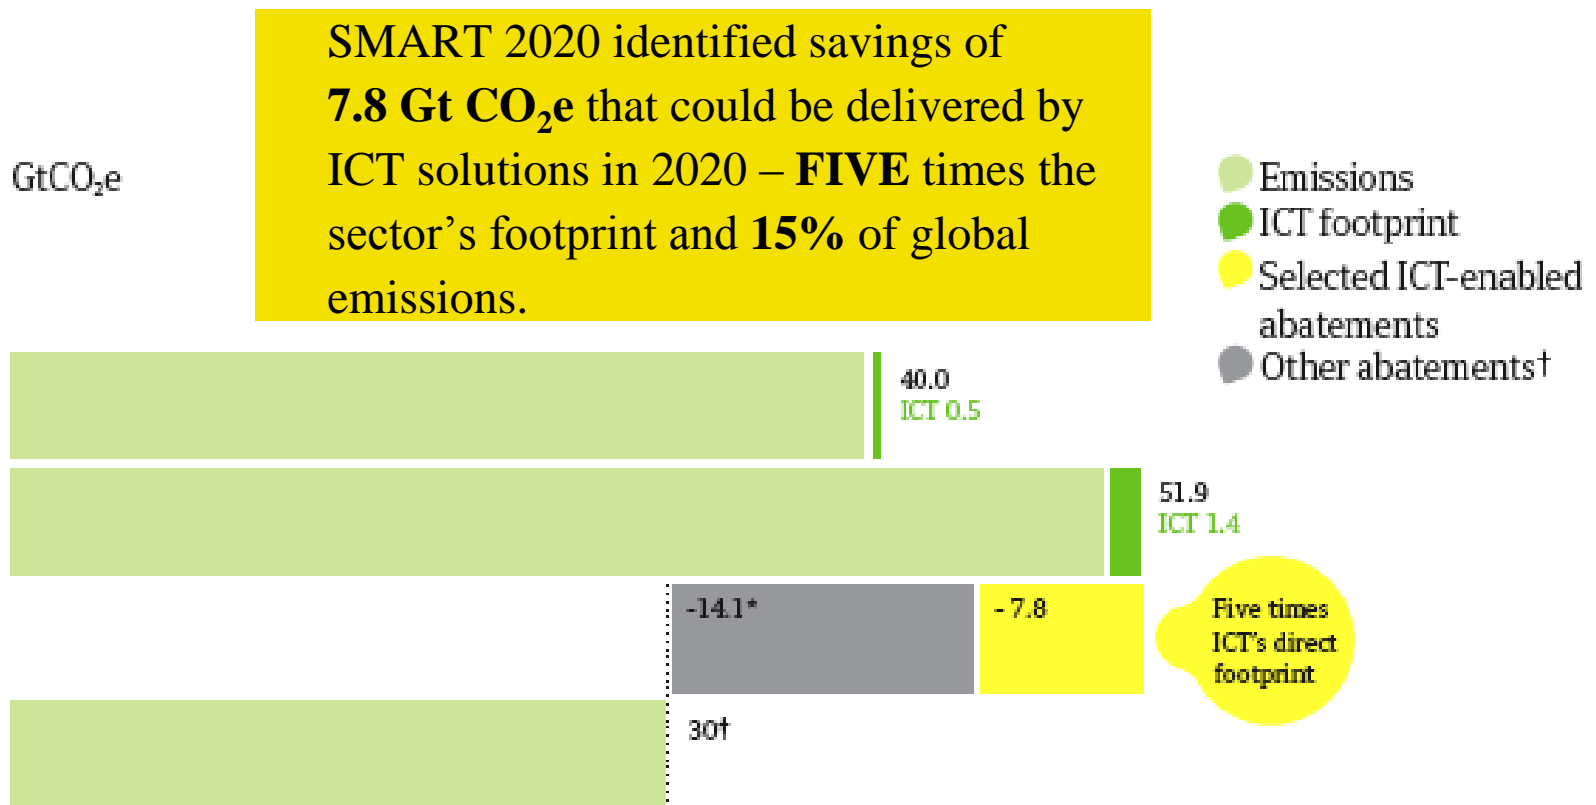 SMART 2020 identified savings of
7.8 Gt CO₂e that could be delivered by
ICT solutions in 2020 – FIVE times the
sector’s footprint and 15% of global
emissions.
GtCO₂e
Emissions
ICT footprint
Selected ICT-enabled
abatements
Other abatements†
40.0
ICT 0.5
51.9
ICT 1.4
-14.1*
- 7.8
Five times
ICT's direct
footprint
30†